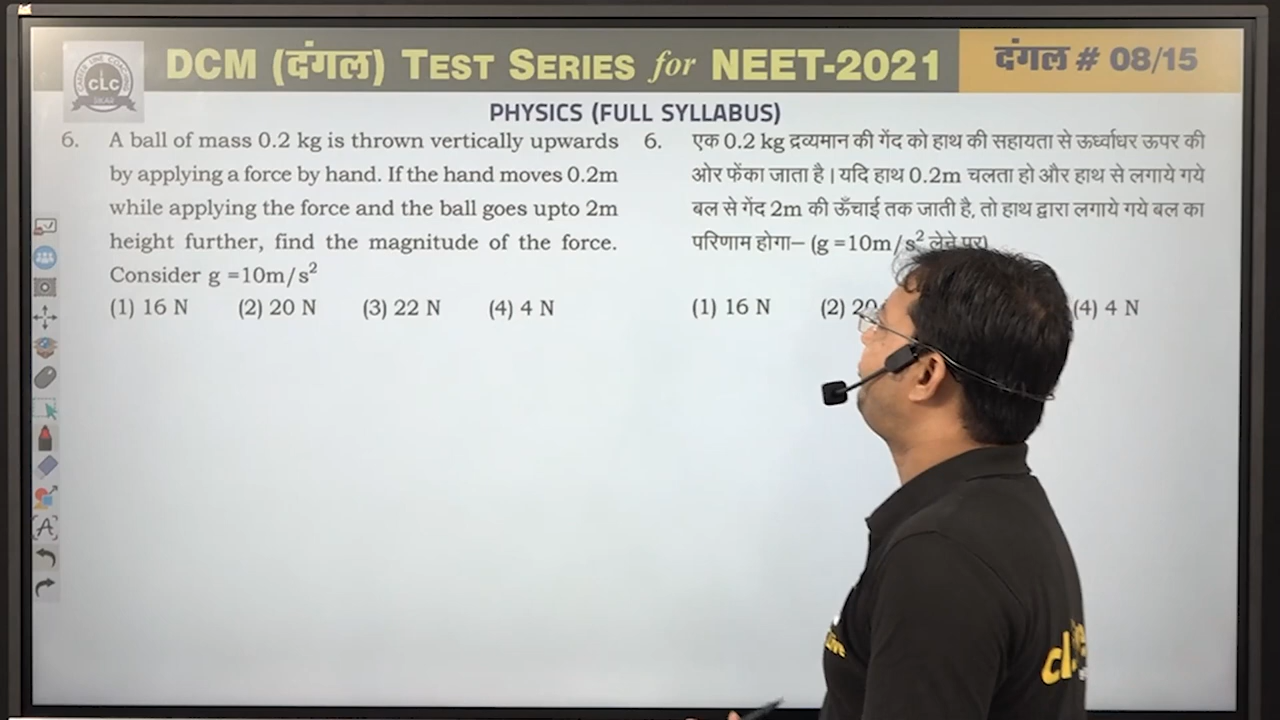 DCM (दंगल) TEST SERIES for NEET-2021
दंगल # 08/15
CLC
PHYSICS (FULL SYLLABUS)
6. A ball of mass 0.2 kg is thrown vertically upwards
by applying a force by hand. If the hand moves 0.2m
while applying the force and the ball goes upto 2m
height further, find the magnitude of the force.
Consider g =10m/s²
(1) 16 N (2) 20 N (3) 22 N (4) 4 N
6. एक 0.2 kg द्रव्यमान की गेंद को हाथ की सहायता से ऊर्ध्वाधर ऊपर की
ओर फेंका जाता है। यदि हाथ 0.2m चलता हो और हाथ से लगाये गये
बल से गेंद 2m की ऊँचाई तक जाती है, तो हाथ द्वारा लगाये गये बल का
परिणाम होगा– (g =10m/s² लेने पर)
(1) 16 N (2) 20 (4) 4 N